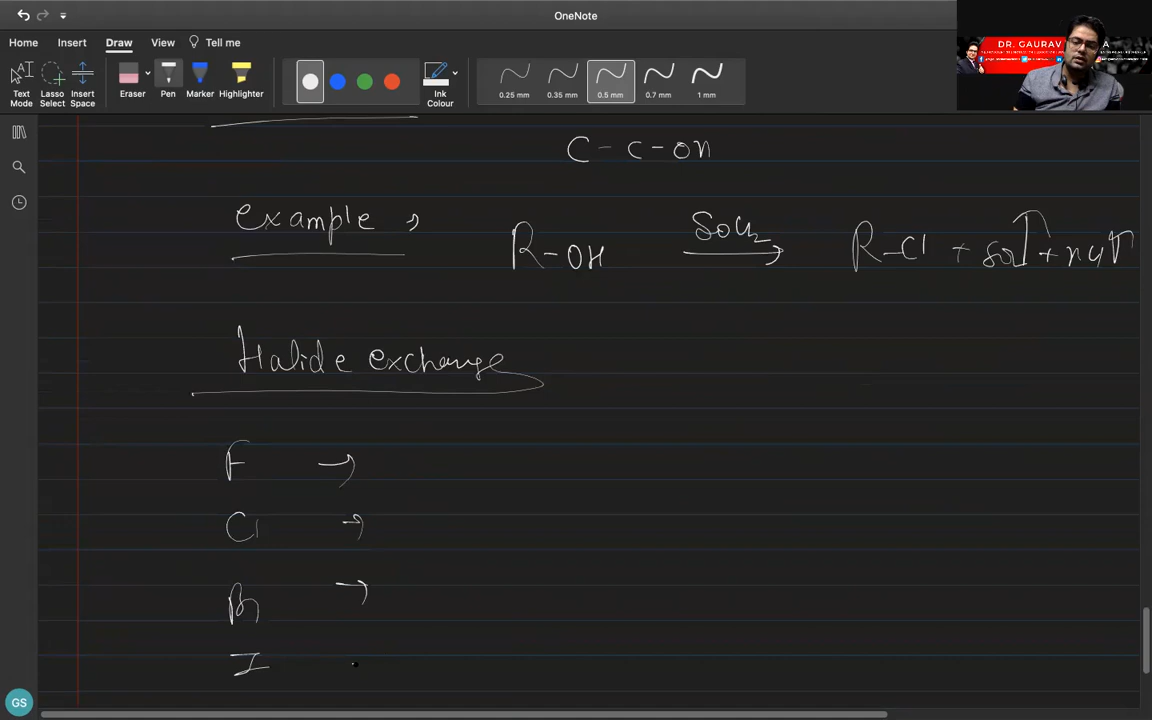 OneNote
Home Insert Draw View Tell me
Text Mode
Lasso Select
Insert Space
Eraser
Pen
Marker
Highlighter
Ink Colour
0.25 mm 0.35 mm 0.5 mm 0.7 mm 1 mm
DR. GAURAV
A
C - C - OH
example,
R-OH SOCl2 → R-Cl + SO2↑ + HCl↑
Halide exchange
F →
Cl →
Br →
I
GS